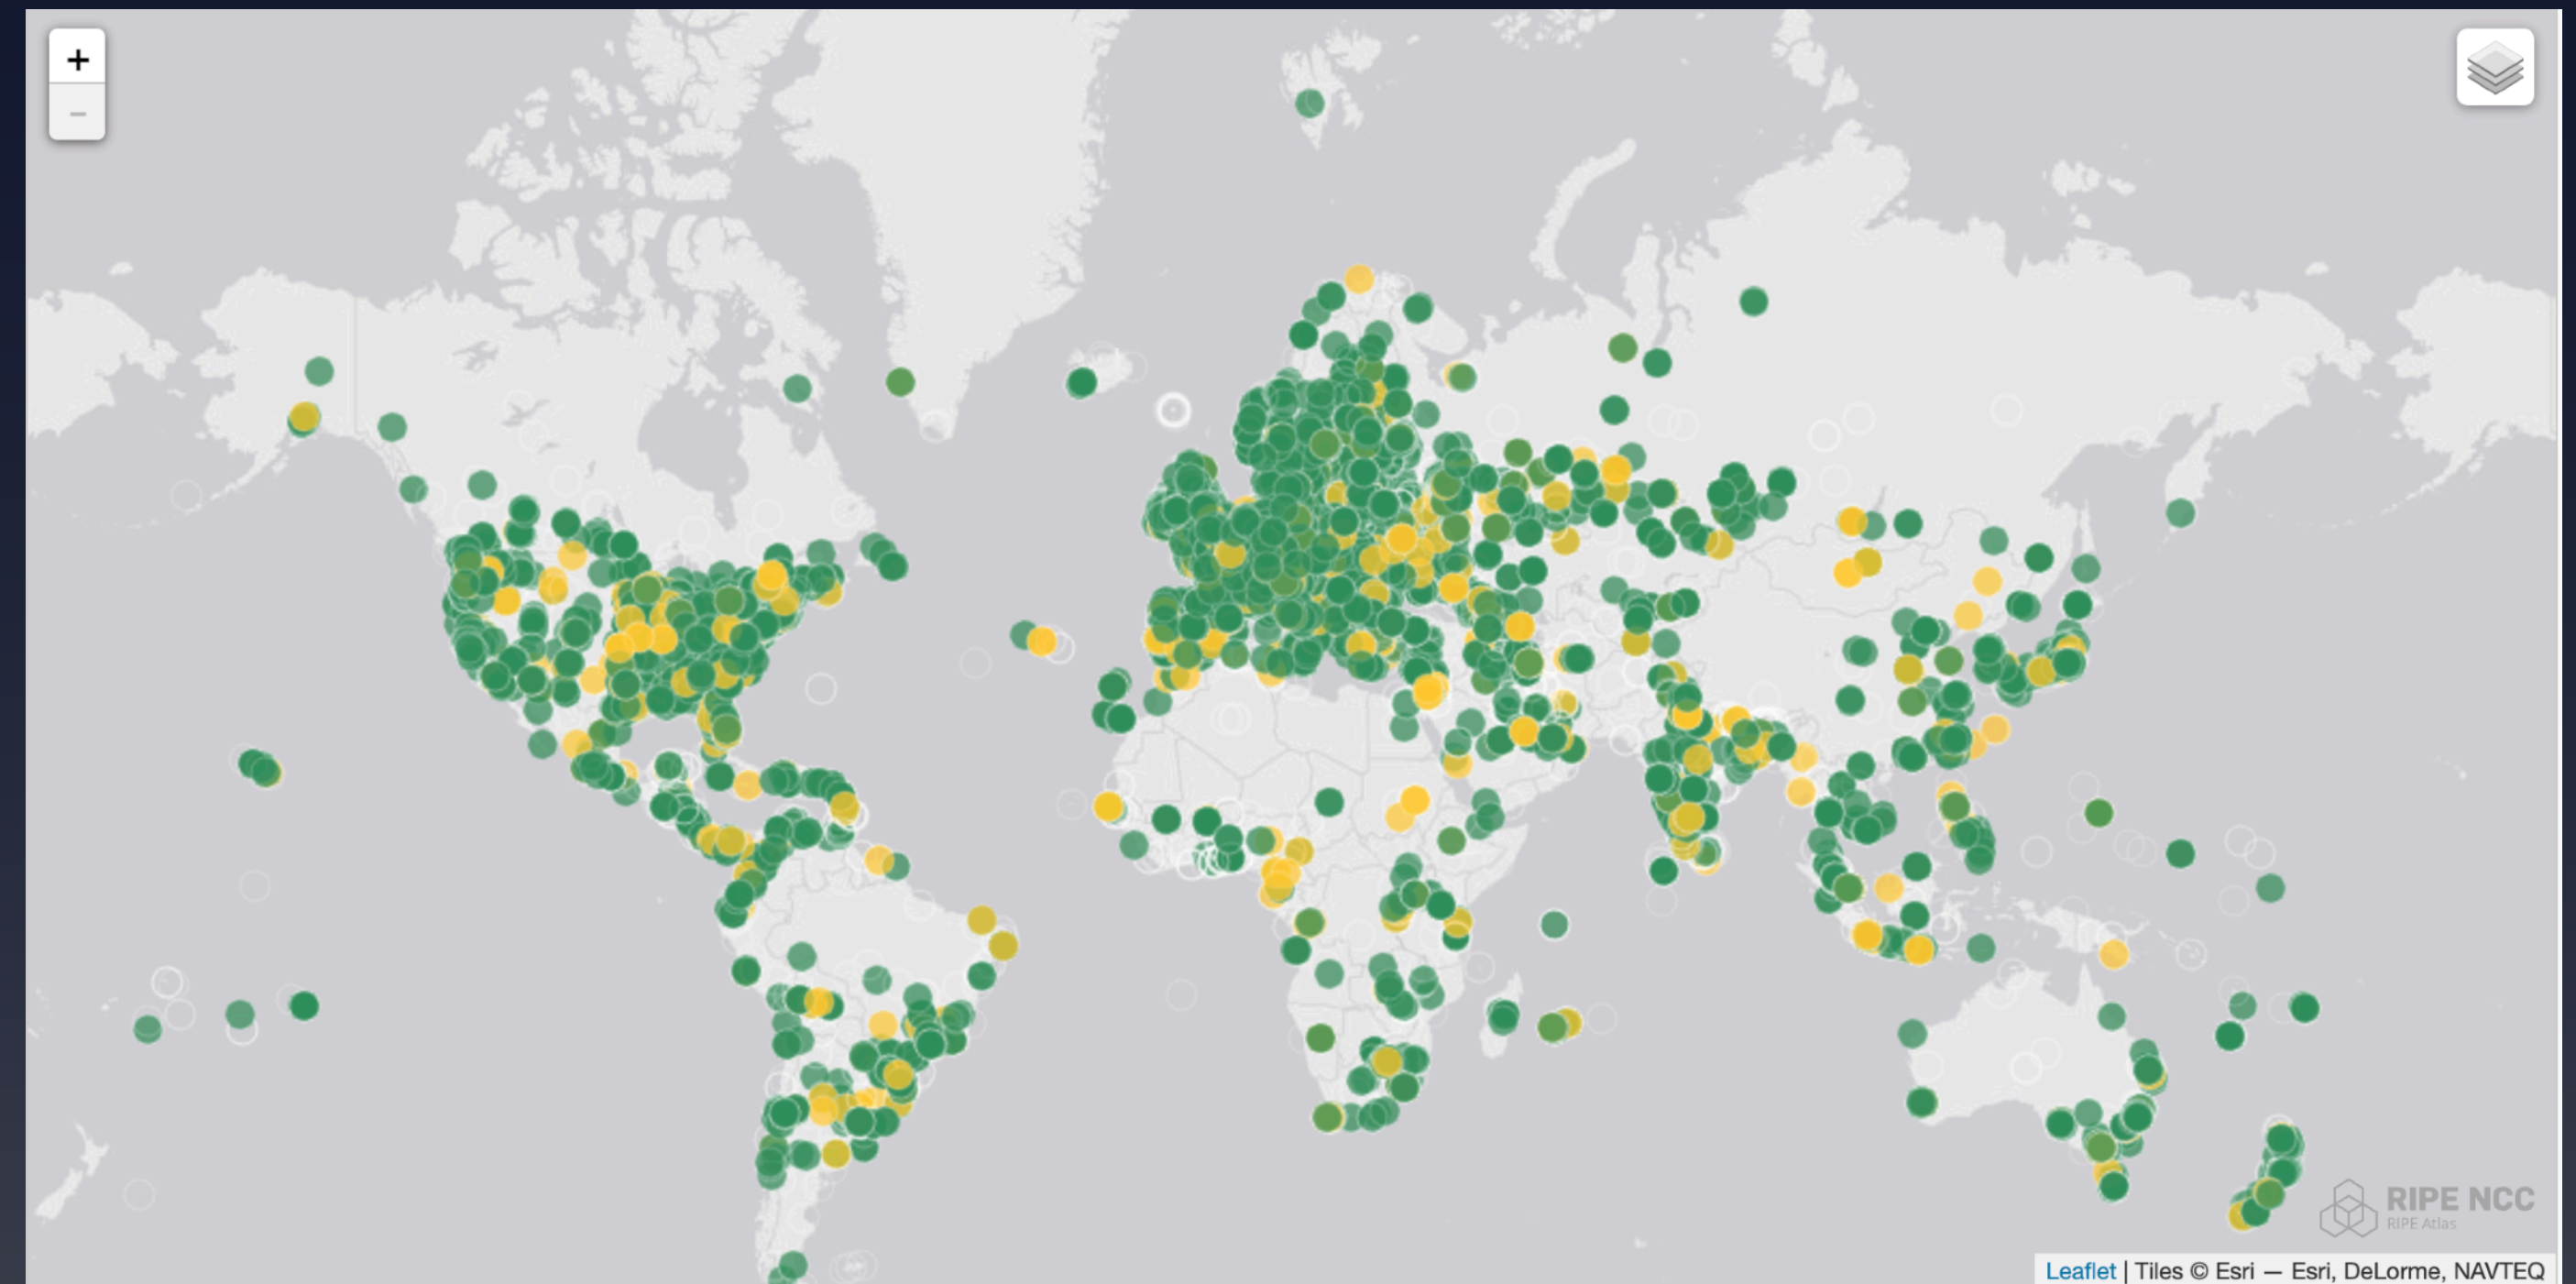 +
−
RIPE NCC
RIPE Atlas
Leaflet | Tiles © Esri — Esri, DeLorme, NAVTEQ